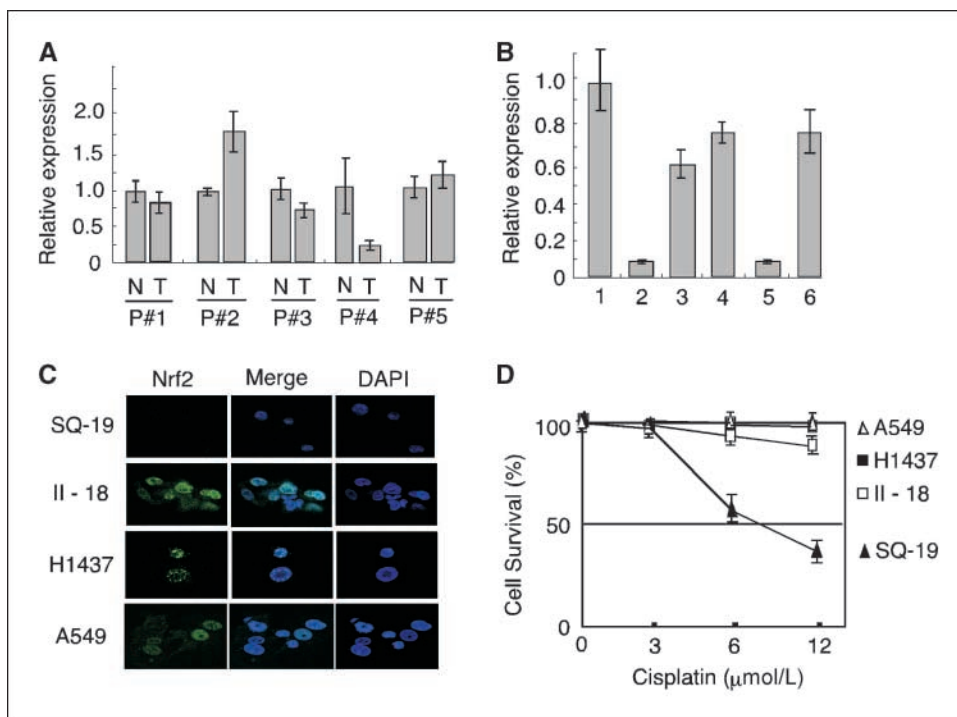 A
Relative expression
2.0
1.5
1.0
0.5
0
N T N T N T N T N T
P#1 P#2 P#3 P#4 P#5
B
Relative expression
1.0
0.8
0.6
0.4
0.2
0
1 2 3 4 5 6
C
Nrf2 Merge DAPI
SQ-19
II - 18
H1437
A549
D
Cell Survival (%)
100
50
0
0 3 6 12
Cisplatin (μmol/L)
A549
H1437
II - 18
SQ-19